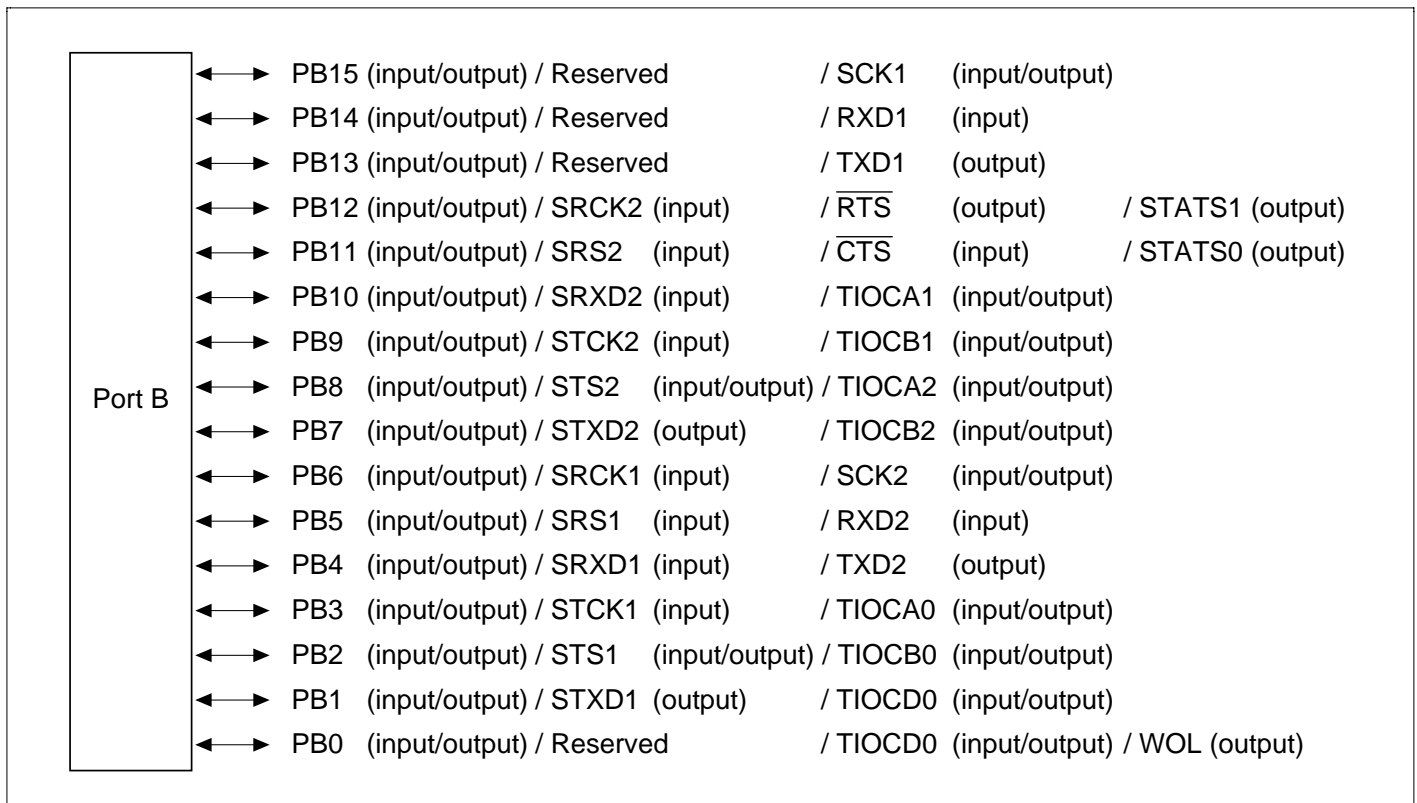 PB15 (input/output) / Reserved / SCK1 (input/output)
PB14 (input/output) / Reserved / RXD1 (input)
PB13 (input/output) / Reserved / TXD1 (output)
PB12 (input/output) / SRCK2 (input) / R̅T̅S̅ (output) / STATS1 (output)
PB11 (input/output) / SRS2 (input) / C̅T̅S̅ (input) / STATS0 (output)
PB10 (input/output) / SRXD2 (input) / TIOCA1 (input/output)
PB9 (input/output) / STCK2 (input) / TIOCB1 (input/output)
PB8 (input/output) / STS2 (input/output) / TIOCA2 (input/output)
Port B
PB7 (input/output) / STXD2 (output) / TIOCB2 (input/output)
PB6 (input/output) / SRCK1 (input) / SCK2 (input/output)
PB5 (input/output) / SRS1 (input) / RXD2 (input)
PB4 (input/output) / SRXD1 (input) / TXD2 (output)
PB3 (input/output) / STCK1 (input) / TIOCA0 (input/output)
PB2 (input/output) / STS1 (input/output) / TIOCB0 (input/output)
PB1 (input/output) / STXD1 (output) / TIOCD0 (input/output)
PB0 (input/output) / Reserved / TIOCD0 (input/output) / WOL (output)